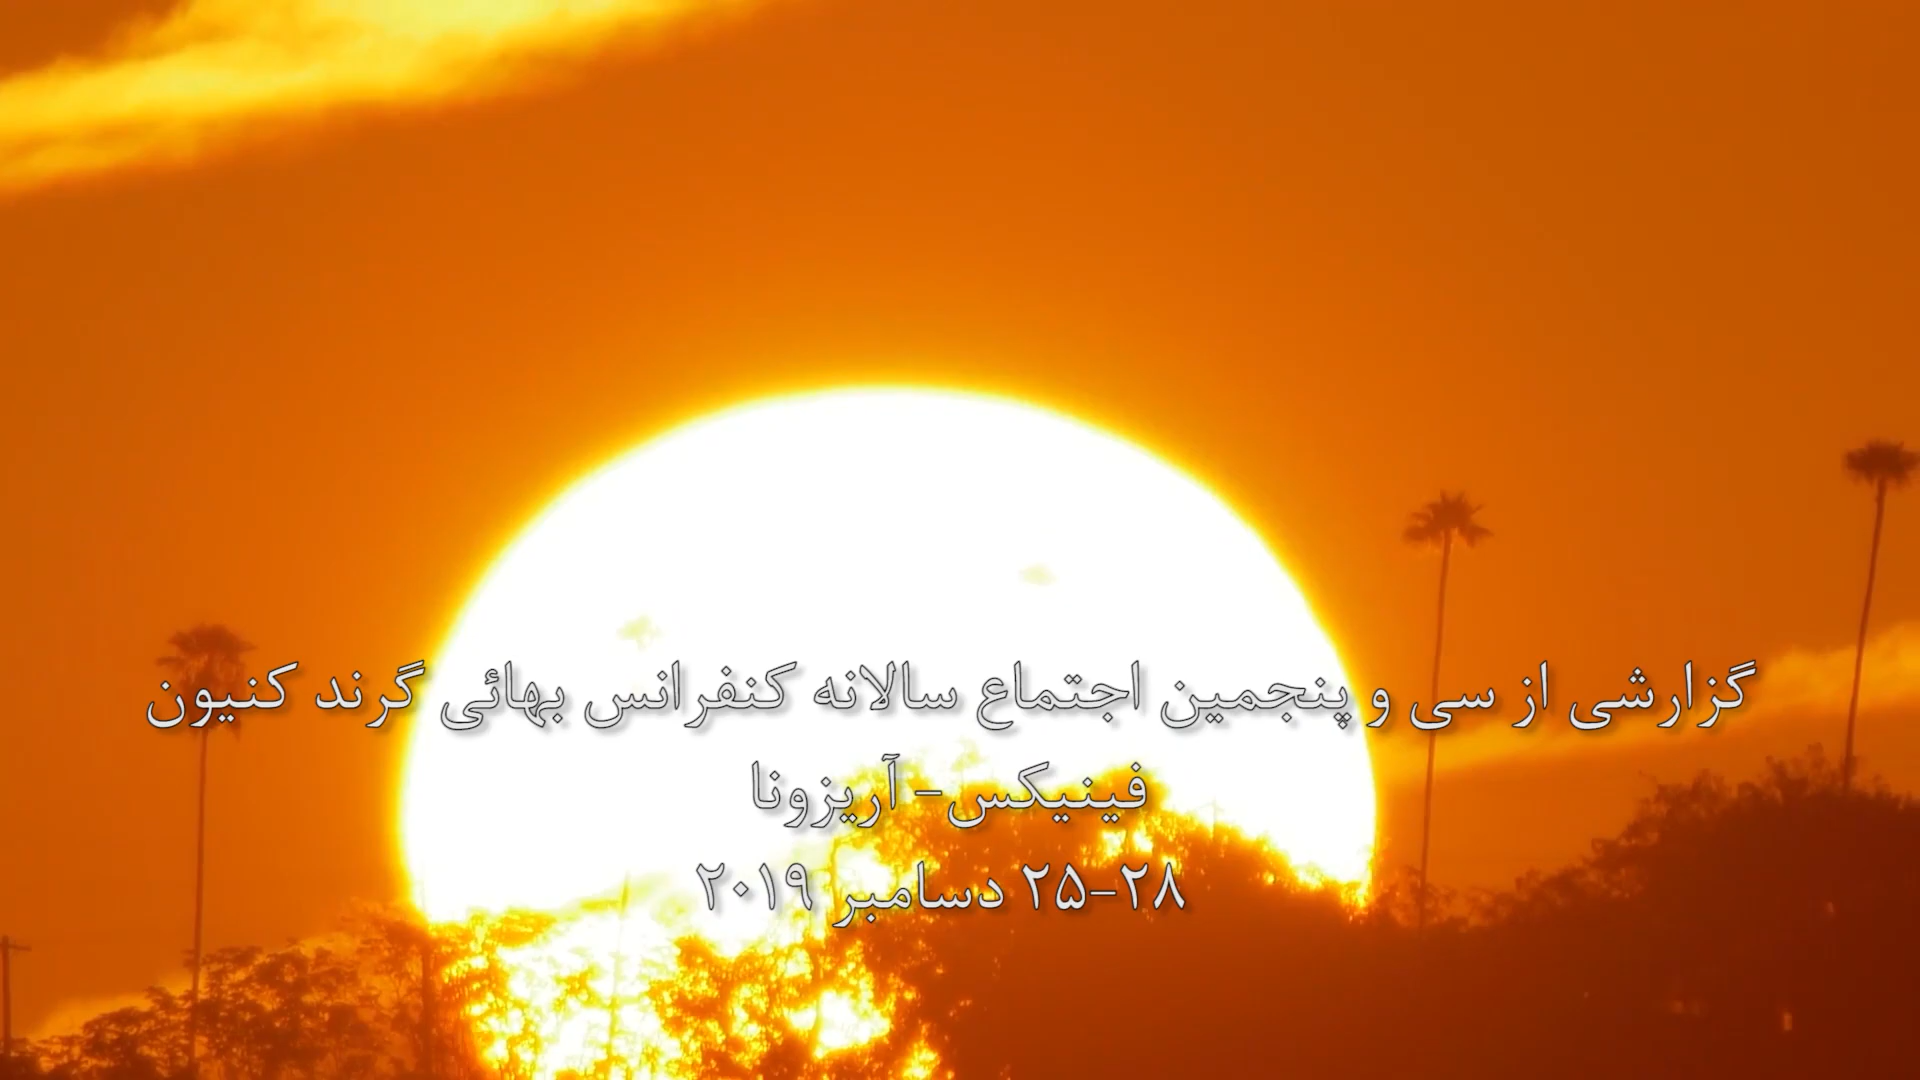 گزارشی از سی و پنجمین اجتماع سالانه کنفرانس بهائی گرند کنیون
فینیکس- آریزونا
۲۵-۲۸ دسامبر ۲۰۱۹